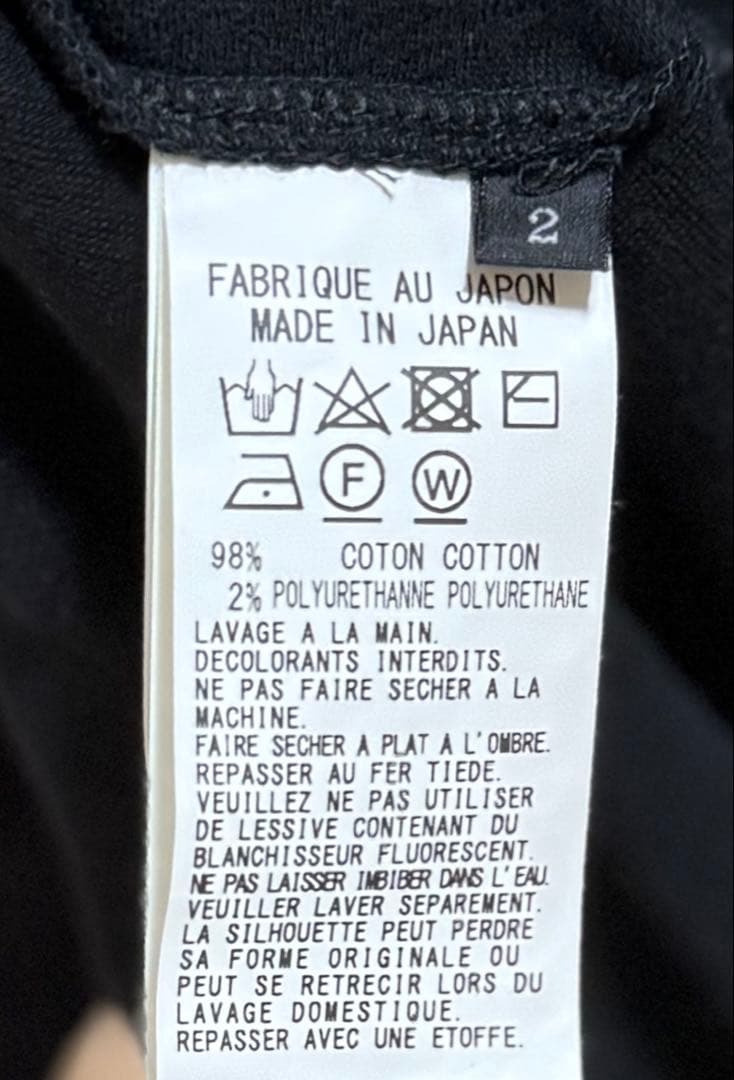 2
FABRIQUE AU JAPON
MADE IN JAPAN
F W
98% COTON COTTON
2% POLYURETHANNE POLYURETHANE
LAVAGE A LA MAIN.
DECOLORANTS INTERDITS.
NE PAS FAIRE SECHER A LA
MACHINE.
FAIRE SECHER A PLAT A L'OMBRE.
REPASSER AU FER TIEDE.
VEUILLEZ NE PAS UTILISER
DE LESSIVE CONTENANT DU
BLANCHISSEUR FLUORESCENT.
NE PAS LAISSER IMBIBER DANS L'EAU.
VEUILLER LAVER SEPAREMENT.
LA SILHOUETTE PEUT PERDRE
SA FORME ORIGINALE OU
PEUT SE RETRECIR LORS DU
LAVAGE DOMESTIQUE.
REPASSER AVEC UNE ETOFFE.